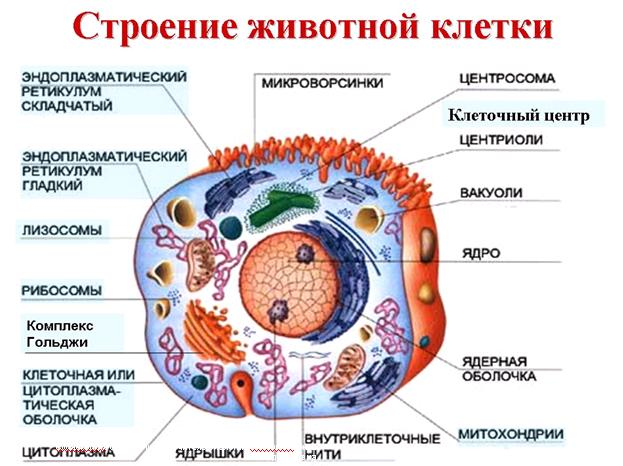 Строение животной клетки
ЭНДОПЛАЗМАТИЧЕСКИЙ
РЕТИКУЛУМ
СКЛАДЧАТЫЙ
ЭНДОПЛАЗМАТИЧЕСКИЙ
РЕТИКУЛУМ
ГЛАДКИЙ
ЛИЗОСОМЫ
РИБОСОМЫ
Комплекс
Гольджи
КЛЕТОЧНАЯ ИЛИ
ЦИТОПЛАЗМА-
ТИЧЕСКАЯ
ОБОЛОЧКА
ЦИТОПЛАЗМА
МИКРОВОРСИНКИ
ЯДРЫШКИ
ВНУТРИКЛЕТОЧНЫЕ
НИТИ
ЦЕНТРОСОМА
Клеточный центр
ЦЕНТРИОЛИ
ВАКУОЛИ
ЯДРО
ЯДЕРНАЯ
ОБОЛОЧКА
МИТОХОНДРИИ